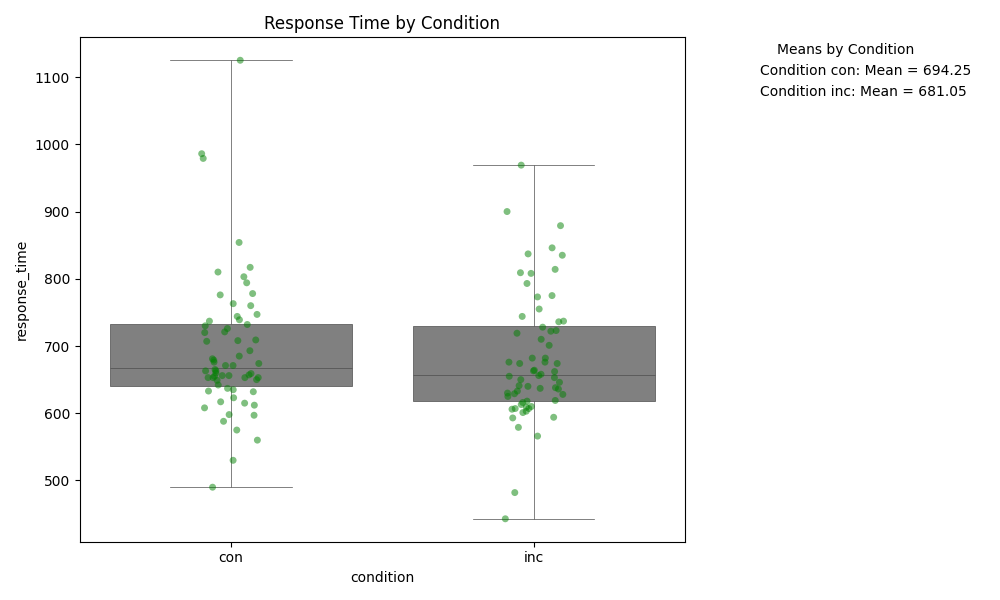 Response Time by Condition
Means by Condition
Condition con: Mean = 694.25
Condition inc: Mean = 681.05
response_time
1100
1000
900
800
700
600
500
con
inc
condition